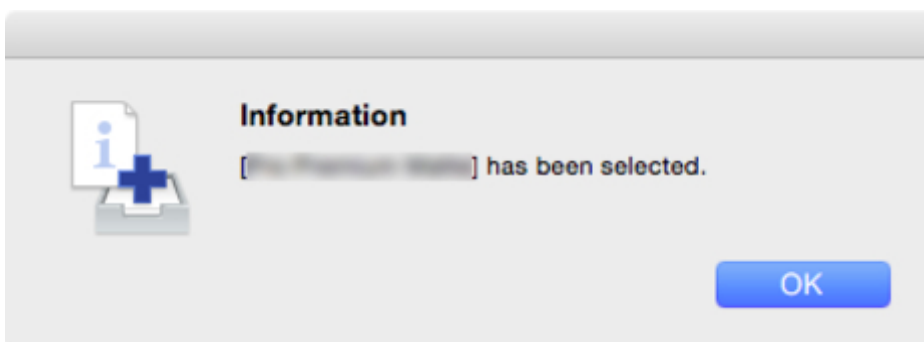 Information
[ ] has been selected.
OK